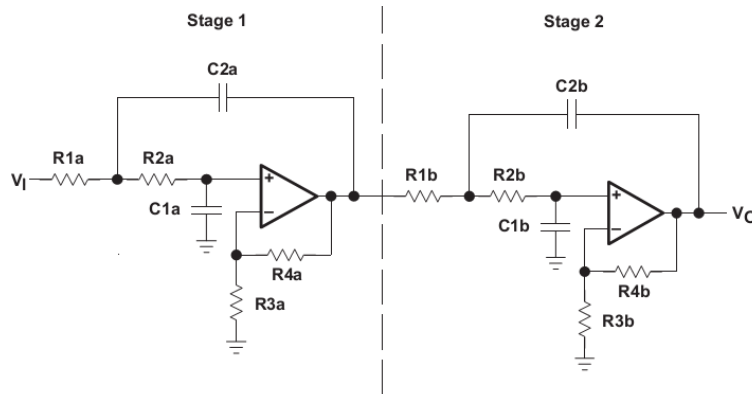 Stage 1
Stage 2
C2a
C2b
R1a
R2a
R1b
R2b
VI
+
+
C1a
−
C1b
−
VO
R4a
R4b
R3a
R3b